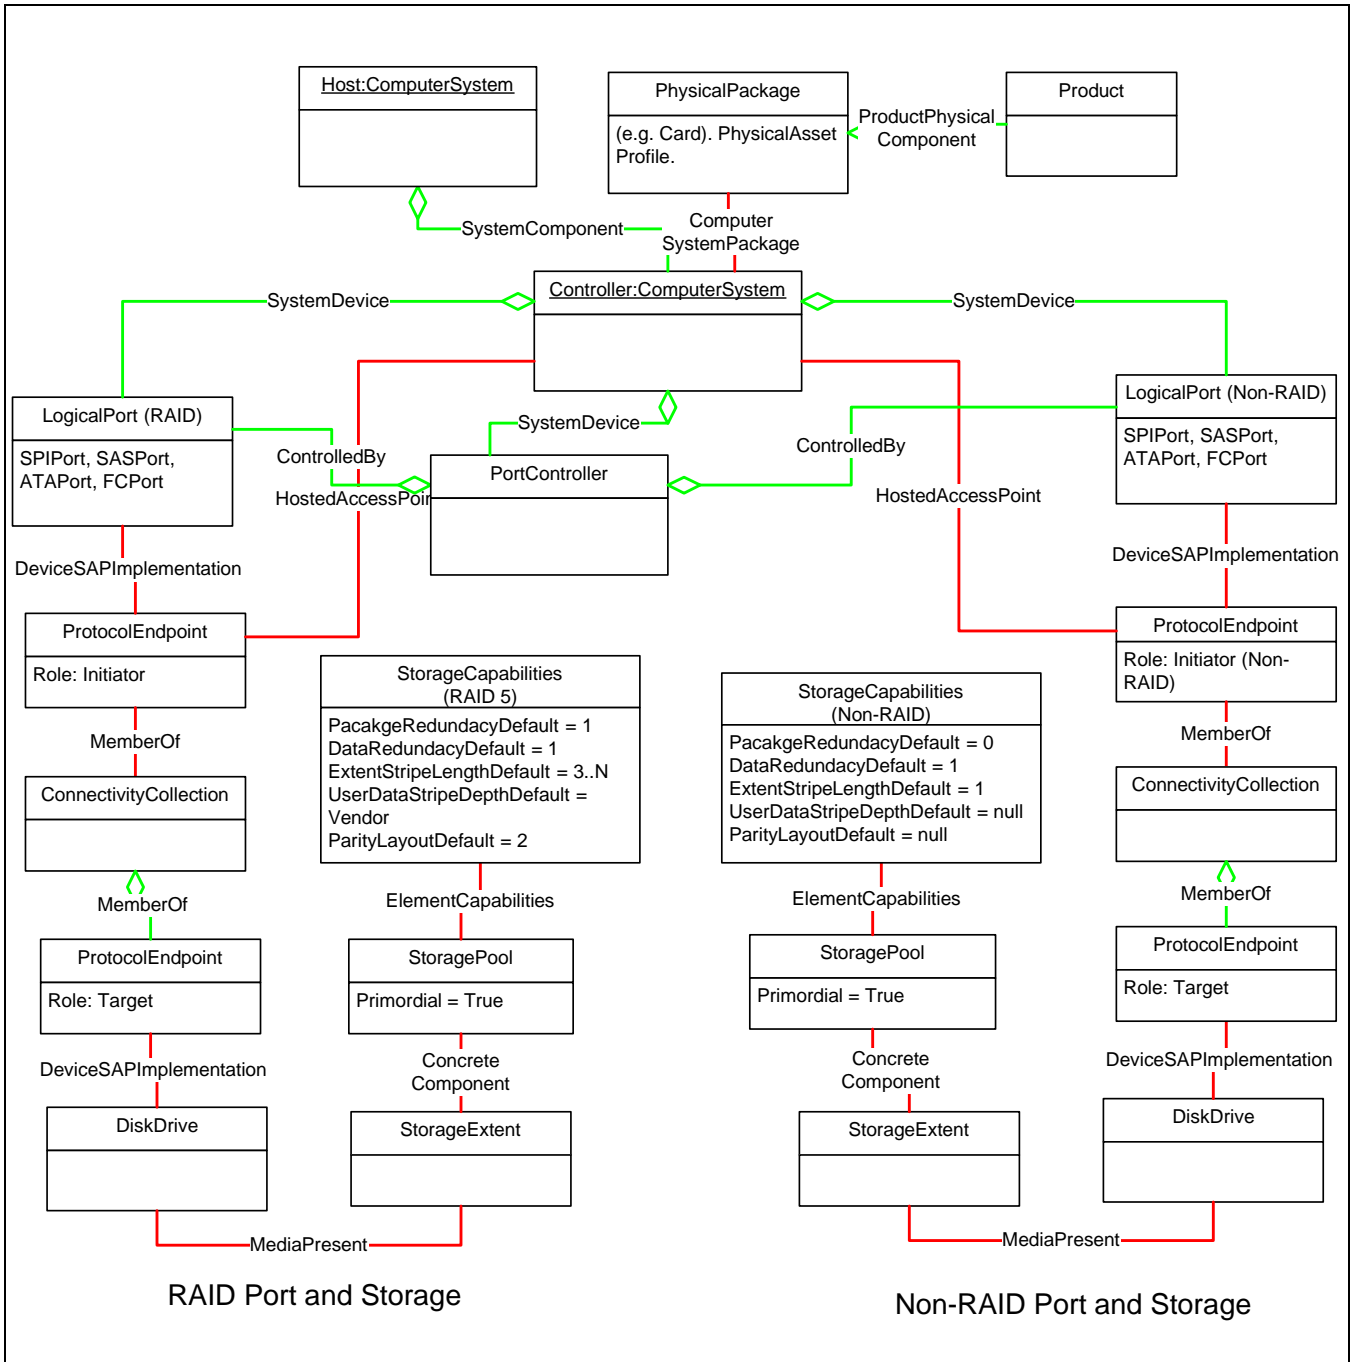 Host:ComputerSystem
PhysicalPackage
(e.g. Card). PhysicalAsset
Profile.
Product
ProductPhysical
Component
SystemComponent
Computer
SystemPackage
Controller:ComputerSystem
SystemDevice
SystemDevice
SystemDevice
LogicalPort (RAID)
SPIPort, SASPort,
ATAPort, FCPort
LogicalPort (Non-RAID)
SPIPort, SASPort,
ATAPort, FCPort
ControlledBy
ControlledBy
PortController
HostedAccessPoir
HostedAccessPoint
DeviceSAPImplementation
DeviceSAPImplementation
ProtocolEndpoint
Role: Initiator
ProtocolEndpoint
Role: Initiator (Non-
RAID)
StorageCapabilities
(RAID 5)
PacakgeRedundacyDefault = 1
DataRedundacyDefault = 1
ExtentStripeLengthDefault = 3..N
UserDataStripeDepthDefault =
Vendor
ParityLayoutDefault = 2
StorageCapabilities
(Non-RAID)
PacakgeRedundacyDefault = 0
DataRedundacyDefault = 1
ExtentStripeLengthDefault = 1
UserDataStripeDepthDefault = null
ParityLayoutDefault = null
MemberOf
MemberOf
ConnectivityCollection
ConnectivityCollection
MemberOf
ElementCapabilities
ElementCapabilities
MemberOf
ProtocolEndpoint
Role: Target
StoragePool
Primordial = True
StoragePool
Primordial = True
ProtocolEndpoint
Role: Target
DeviceSAPImplementation
Concrete
Component
Concrete
Component
DeviceSAPImplementation
DiskDrive
StorageExtent
StorageExtent
DiskDrive
MediaPresent
MediaPresent
RAID Port and Storage
Non-RAID Port and Storage